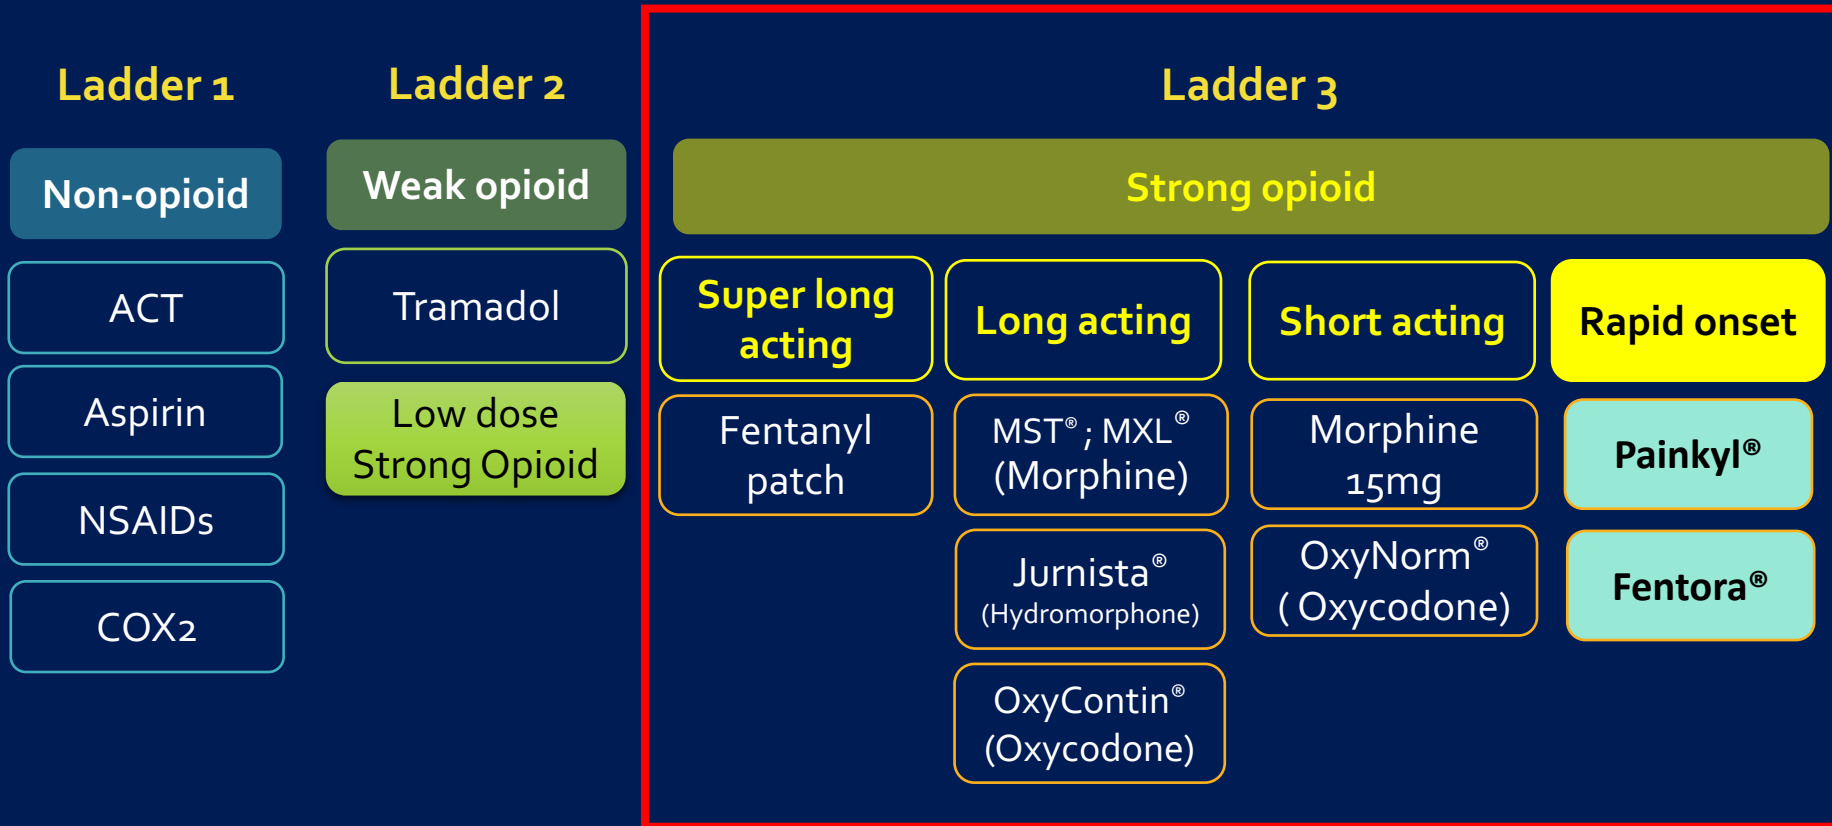 Ladder 1
Non-opioid
ACT
Aspirin
NSAIDs
COX2
Ladder 2
Weak opioid
Tramadol
Low dose
Strong Opioid
Ladder 3
Strong opioid
Super long
acting
Fentanyl
patch
Long acting
MST® ; MXL®
(Morphine)
Jurnista®
(Hydromorphone)
OxyContin®
(Oxycodone)
Short acting
Morphine
15mg
OxyNorm®
( Oxycodone)
Rapid onset
Painkyl®
Fentora®